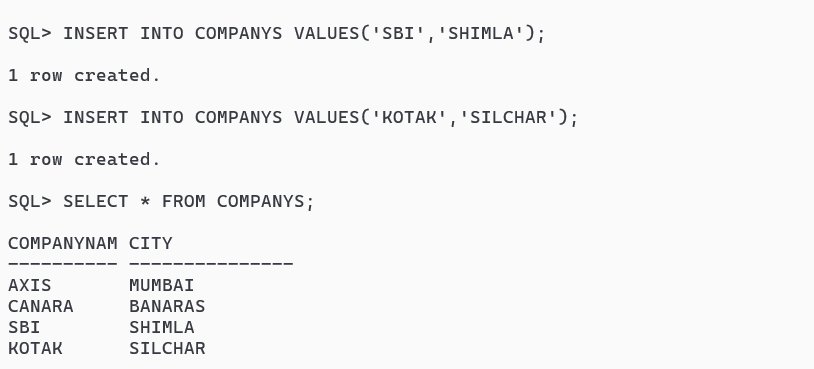 SQL> INSERT INTO COMPANYS VALUES('SBI','SHIMLA');
1 row created.
SQL> INSERT INTO COMPANYS VALUES('KOTAK','SILCHAR');
1 row created.
SQL> SELECT * FROM COMPANYS;
COMPANYNAM CITY
---------- ---------------
AXIS       MUMBAI
CANARA     BANARAS
SBI        SHIMLA
KOTAK      SILCHAR